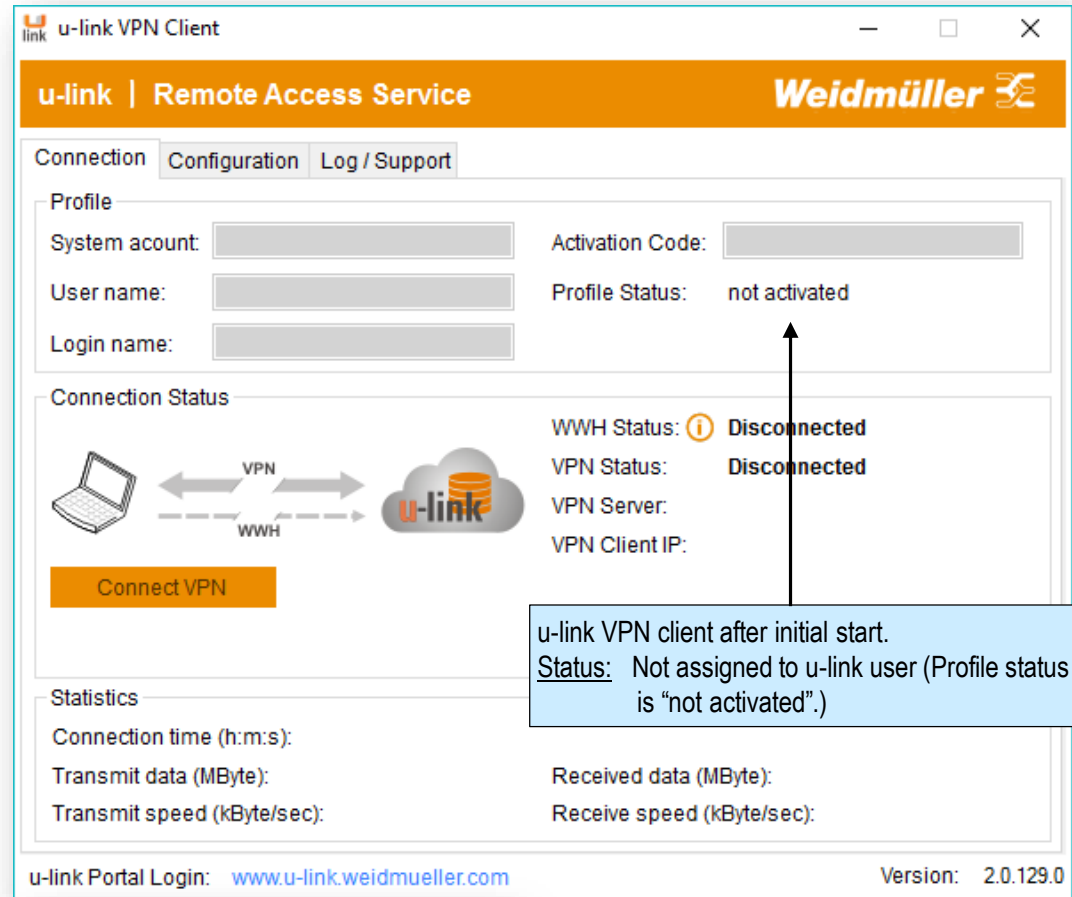 u-link VPN Client
link
u-link | Remote Access Service
Weidmüller
Connection Configuration Log / Support
Profile
System acount: Activation Code:
User name: Profile Status: not activated
Login name:
Connection Status
WWH Status: i Disconnected
VPN VPN Status: Disconnected
u-link VPN Server:
WWH
VPN Client IP:
Connect VPN
u-link VPN client after initial start.
Status: Not assigned to u-link user (Profile status
is “not activated”.)
Statistics
Connection time (h:m:s):
Transmit data (MByte): Received data (MByte):
Transmit speed (kByte/sec): Receive speed (kByte/sec):
u-link Portal Login: www.u-link.weidmueller.com Version: 2.0.129.0